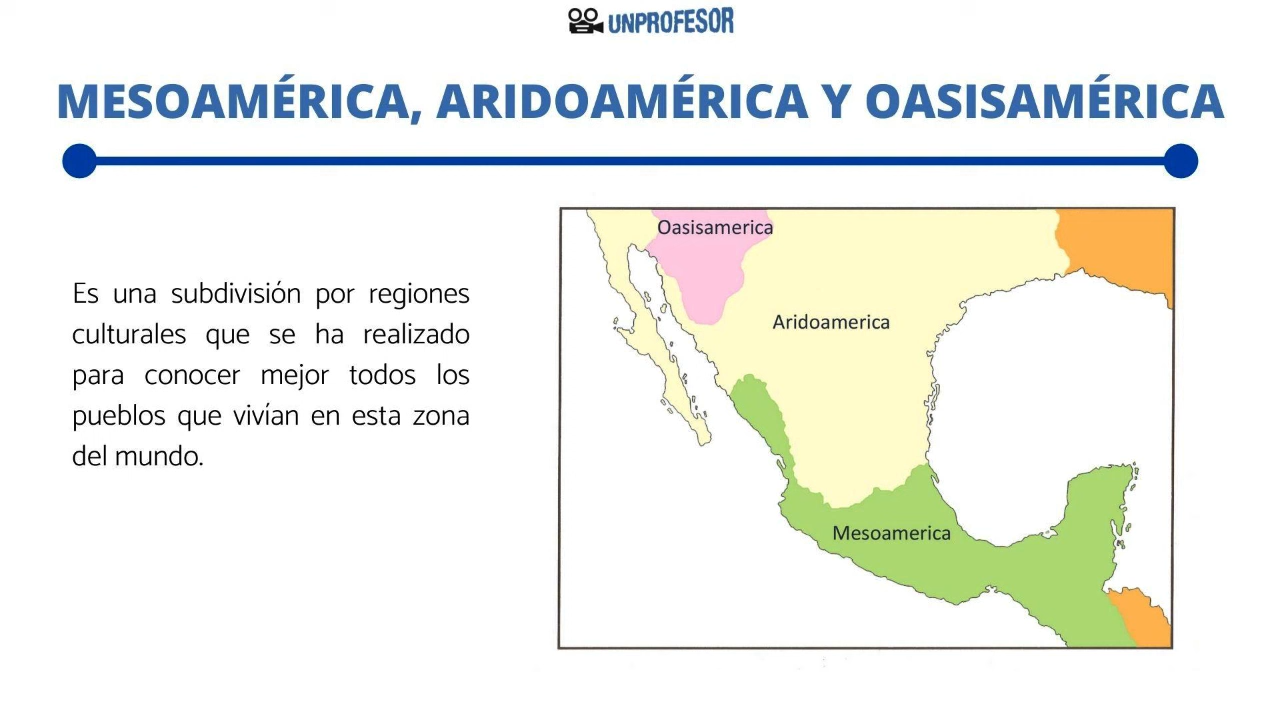 UNPROFESOR
MESOAMÉRICA, ARIDOAMÉRICA Y OASISAMÉRICA
Es una subdivisión por regiones
culturales que se ha realizado
para conocer mejor todos los
pueblos que vivían en esta zona
del mundo.
Oasisamerica
Aridoamerica
Mesoamerica